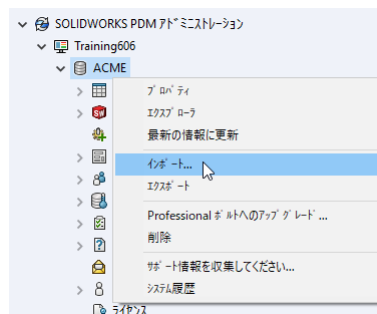 SOLIDWORKS PDM ｱﾄﾞﾐﾆｽﾄﾚｰｼｮﾝ
Training606
ACME
ﾌﾟﾛﾊﾟﾃｨ
ｴｸｽﾌﾟﾛｰﾗ
最新の情報に更新
ｲﾝﾎﾟｰﾄ...
ｴｸｽﾎﾟｰﾄ
Professional ﾎﾞﾙﾄへのｱｯﾌﾟｸﾞﾚｰﾄﾞ...
削除
ｻﾎﾟｰﾄ情報を収集してください...
ｼｽﾃﾑ履歴
ﾗｲｾﾝｽ